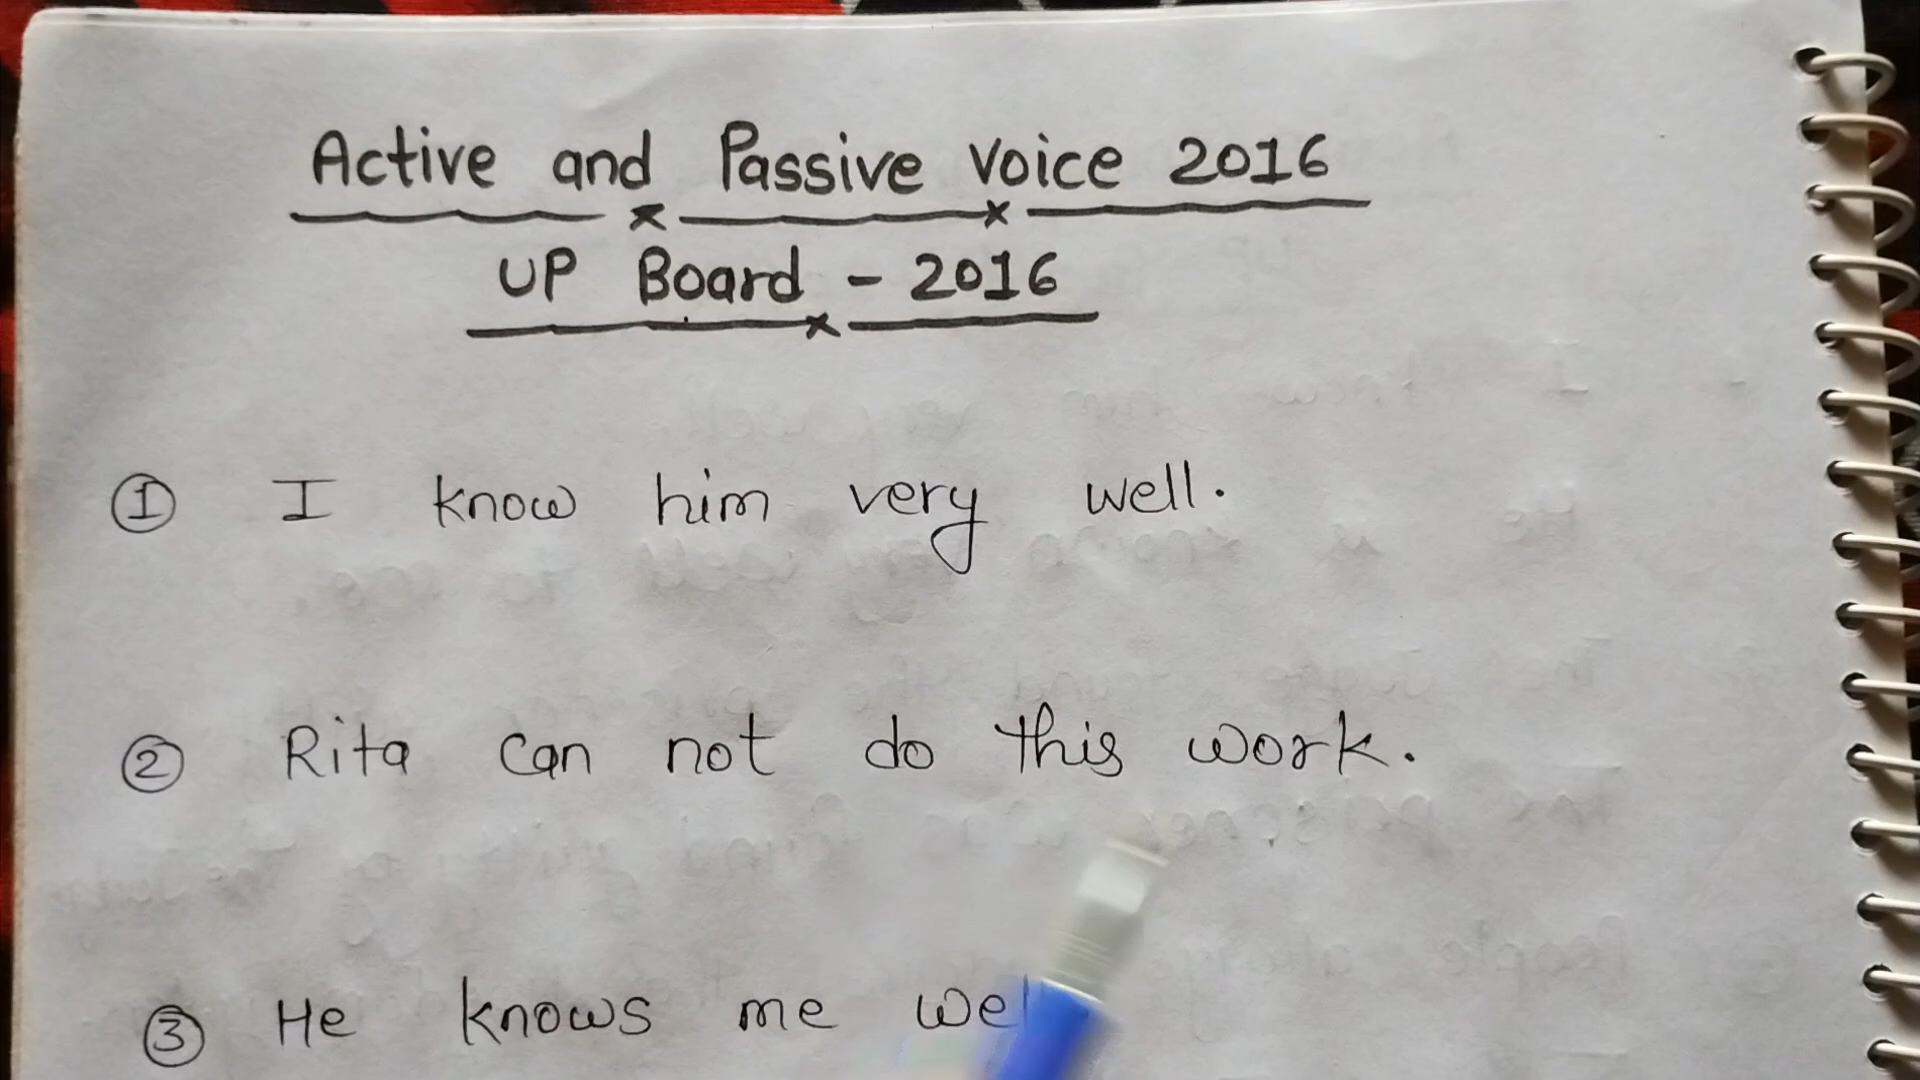 Active and Passive Voice 2016
UP Board - 2016
① I know him very well.
② Rita can not do this work.
③ He knows me